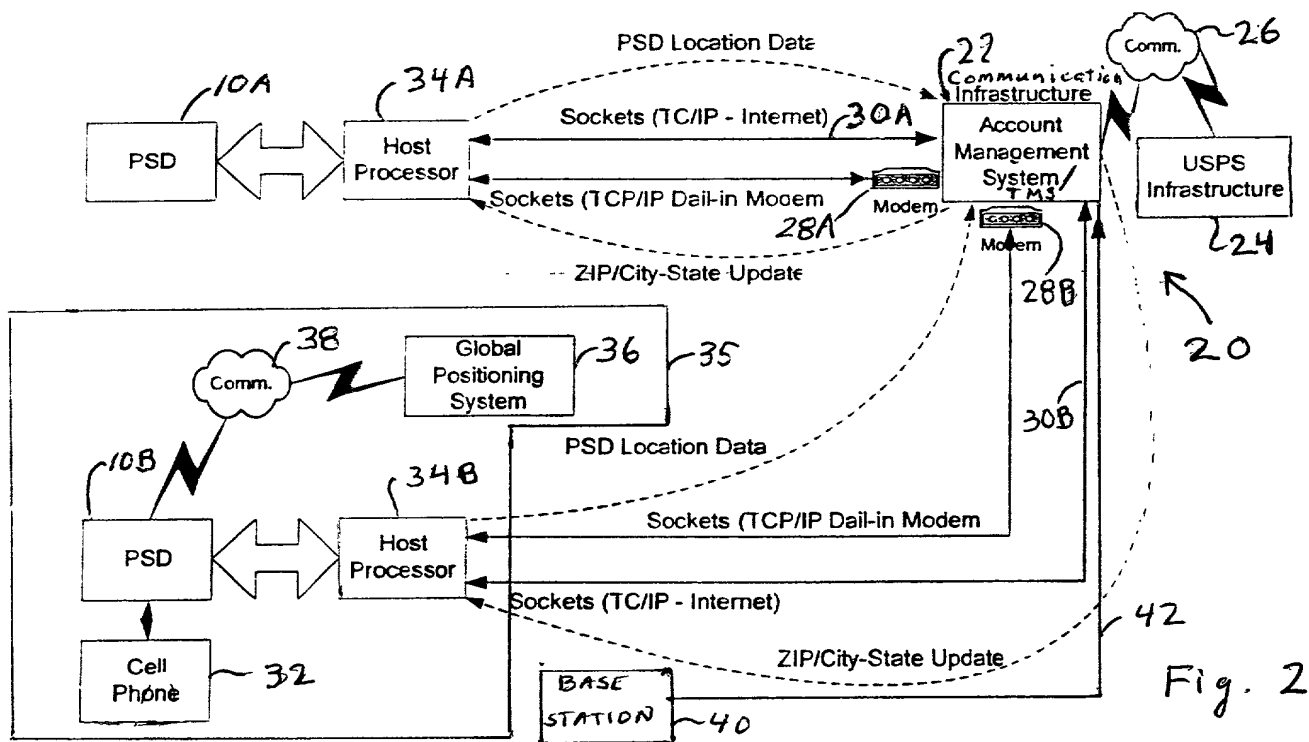 PSD Location Data
26
Comm.
10A
34A
22
Communication
Infrastructure
Sockets (TC/IP - Internet)
30A
PSD
Host
Processor
Account
Management
System
TMS
USPS
Infrastructure
Sockets (TCP/IP Dail-in Modem
Modem
28A
24
Modem
28B
ZIP/City-State Update
20
38
Comm.
Global
Positioning
System
36
35
30B
PSD Location Data
10B
34B
Sockets (TCP/IP Dail-in Modem
PSD
Host
Processor
Sockets (TC/IP - Internet)
42
Cell
Phone
32
ZIP/City-State Update
BASE
STATION
40
Fig. 2